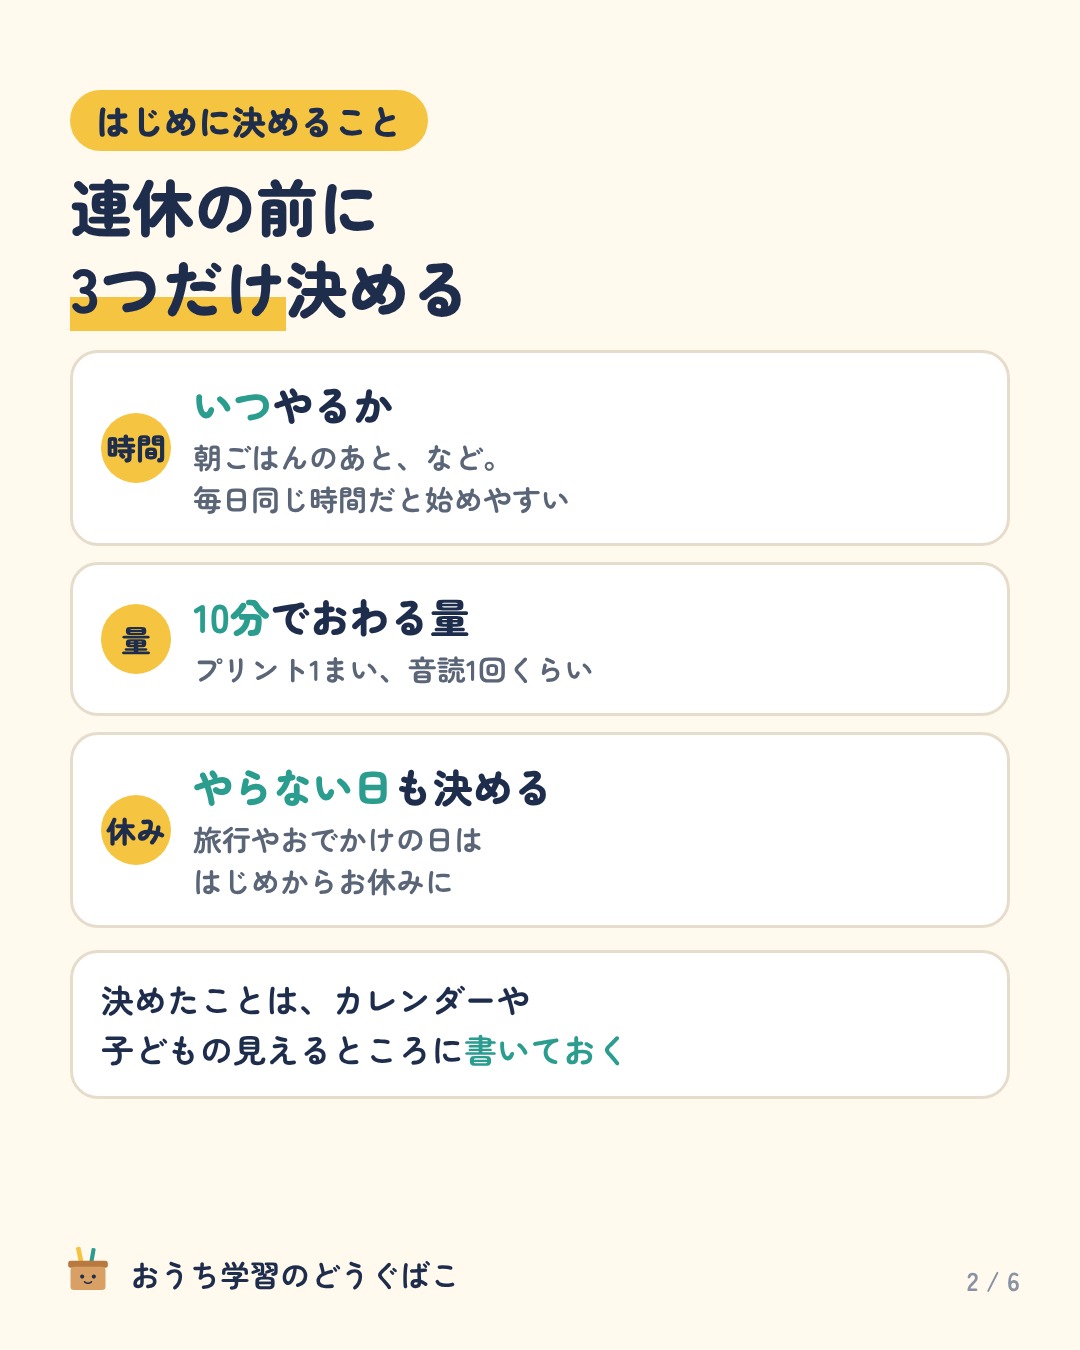 はじめに決めること
連休の前に
3つだけ決める
時間
いつやるか
朝ごはんのあと、など。
毎日同じ時間だと始めやすい
量
10分でおわる量
プリント1まい、音読1回くらい
休み
やらない日も決める
旅行やおでかけの日は
はじめからお休みに
決めたことは、カレンダーや
子どもの見えるところに書いておく
おうち学習のどうぐばこ
2 / 6